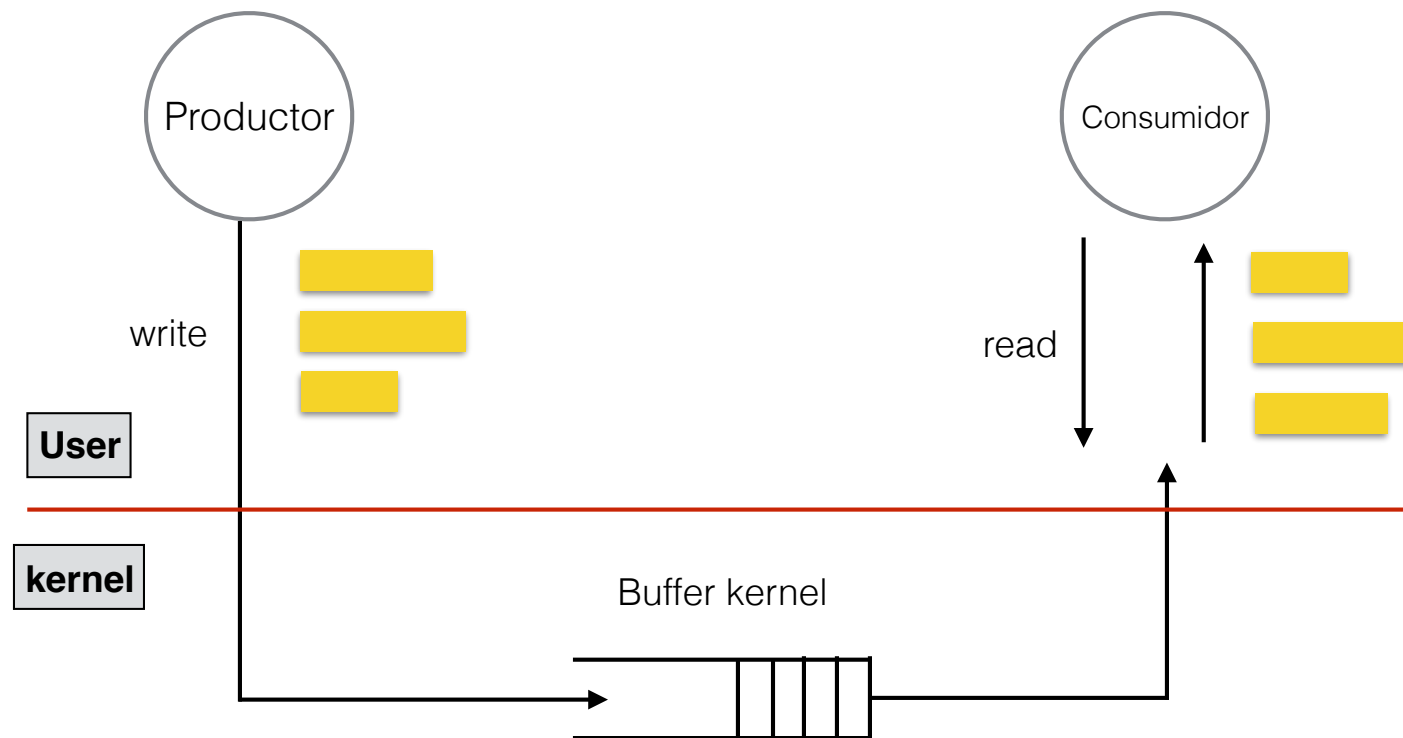 Productor
Consumidor
write
read
User
kernel
Buffer kernel